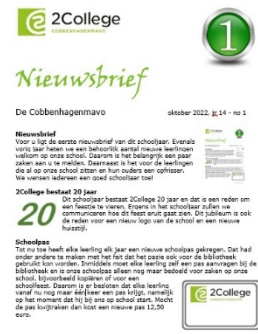 2College
COBBENHAGENMAVO
1
Nieuwsbrief
De Cobbenhagenmavo
oktober 2022, jr 14 - no 1
Nieuwsbrief
Voor u ligt de eerste nieuwsbrief van dit schooljaar. Evenals
vorig jaar heten we een behoorlijk aantal nieuwe leerlingen
welkom op onze school. Daarom is het belangrijk een paar
zaken aan u te melden. Daarnaast is het voor de leerlingen
die al op onze school zitten en hun ouders een opfrisser.
We wensen iedereen een goed schooljaar toe!
2College bestaat 20 jaar
20
Dit schooljaar bestaat 2College 20 jaar en dat is een reden om
een feestje te vieren. Ergens in het schooljaar zullen we
communiceren hoe dit feest eruit gaat zien. Dit jubileum is ook
de reden voor een nieuw logo van de school en een nieuwe
huisstijl.
Schoolpas
Tot nu toe heeft elke leerling elk jaar een nieuwe schoolpas gekregen. Dat had
onder andere te maken met het feit dat het pasje ook voor de bibliotheek
gebruikt kon worden. Inmiddels moet elke leerling zelf een pas aanvragen bij de
bibliotheek en is onze schoolpas alleen nog maar bedoeld voor zaken op onze
school, bijvoorbeeld kopiëren of voor een
schoolfeest. Daarom is er besloten dat elke leerling
vanaf nu nog maar éénkeer een pas krijgt, namelijk
op het moment dat hij bij ons op school start. Mocht
de pas kwijtraken dan kost een nieuwe pas 12,50
euro.
2College